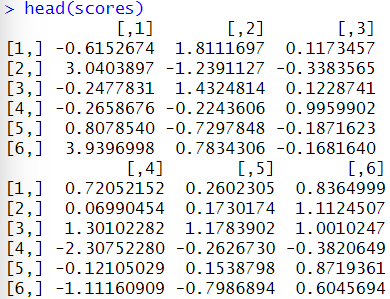 > head(scores)
[,1] [,2] [,3]
[1,] -0.6152674 1.8111697 0.1173457
[2,] 3.0403897 -1.2391127 -0.3383565
[3,] -0.2477831 1.4324814 0.1228741
[4,] -0.2658676 -0.2243606 0.9959902
[5,] 0.8078540 -0.7297848 -0.1871623
[6,] 3.9396998 0.7834306 -0.1681640
[,4] [,5] [,6]
[1,] 0.72052152 0.2602305 0.8364999
[2,] 0.06990454 0.1730174 1.1124507
[3,] 1.30102282 1.1783902 1.0010247
[4,] -2.30752280 -0.2626730 -0.3820649
[5,] -0.12105029 0.1538798 0.8719361
[6,] -1.11160909 -0.7986894 0.6045694